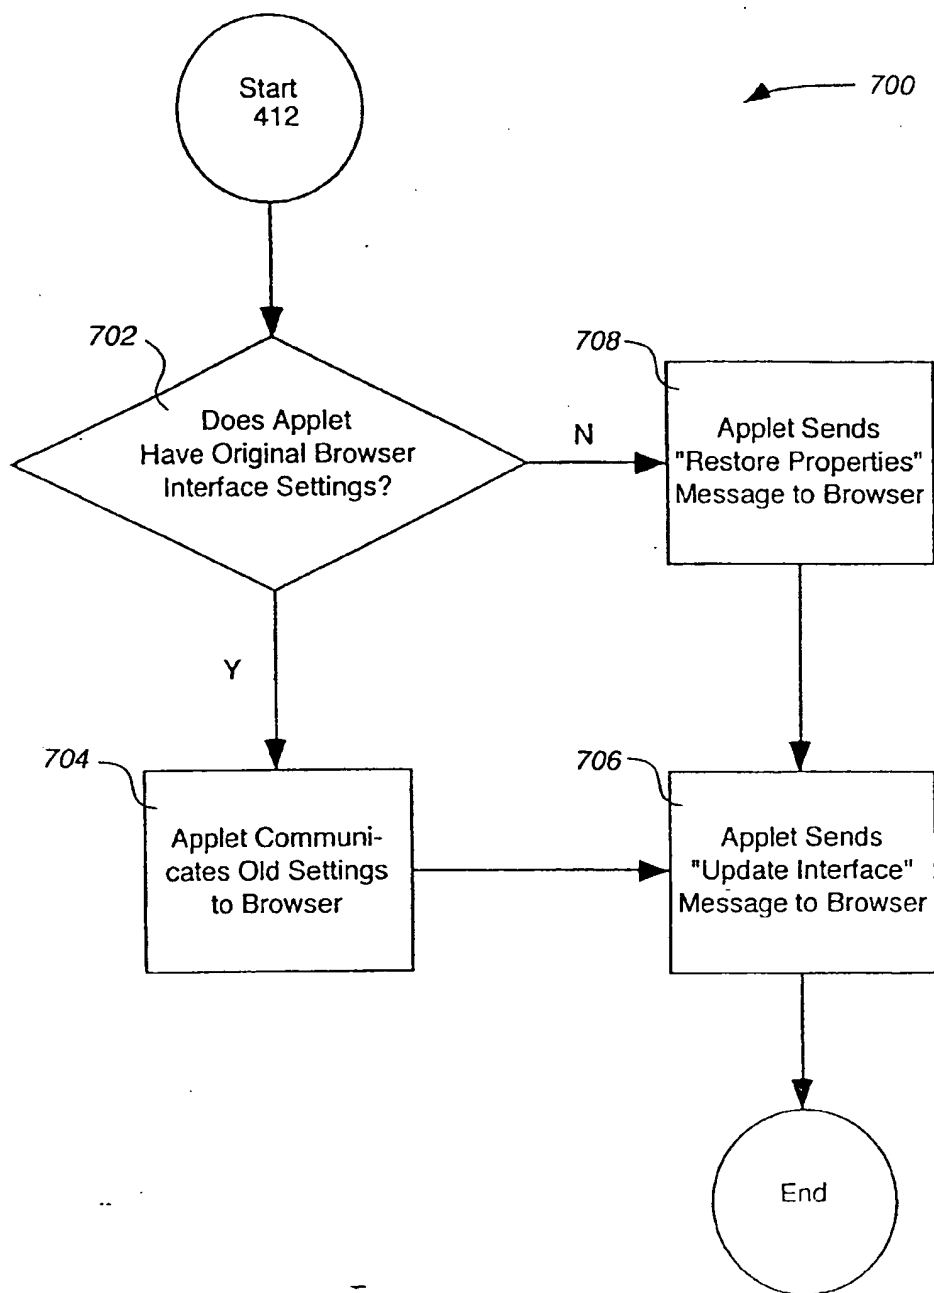 Start
412
700
702
Does Applet
Have Original Browser
Interface Settings?
N
708
Applet Sends
"Restore Properties"
Message to Browser
Y
704
Applet Communi-
cates Old Settings
to Browser
706
Applet Sends
"Update Interface"
Message to Browser
End